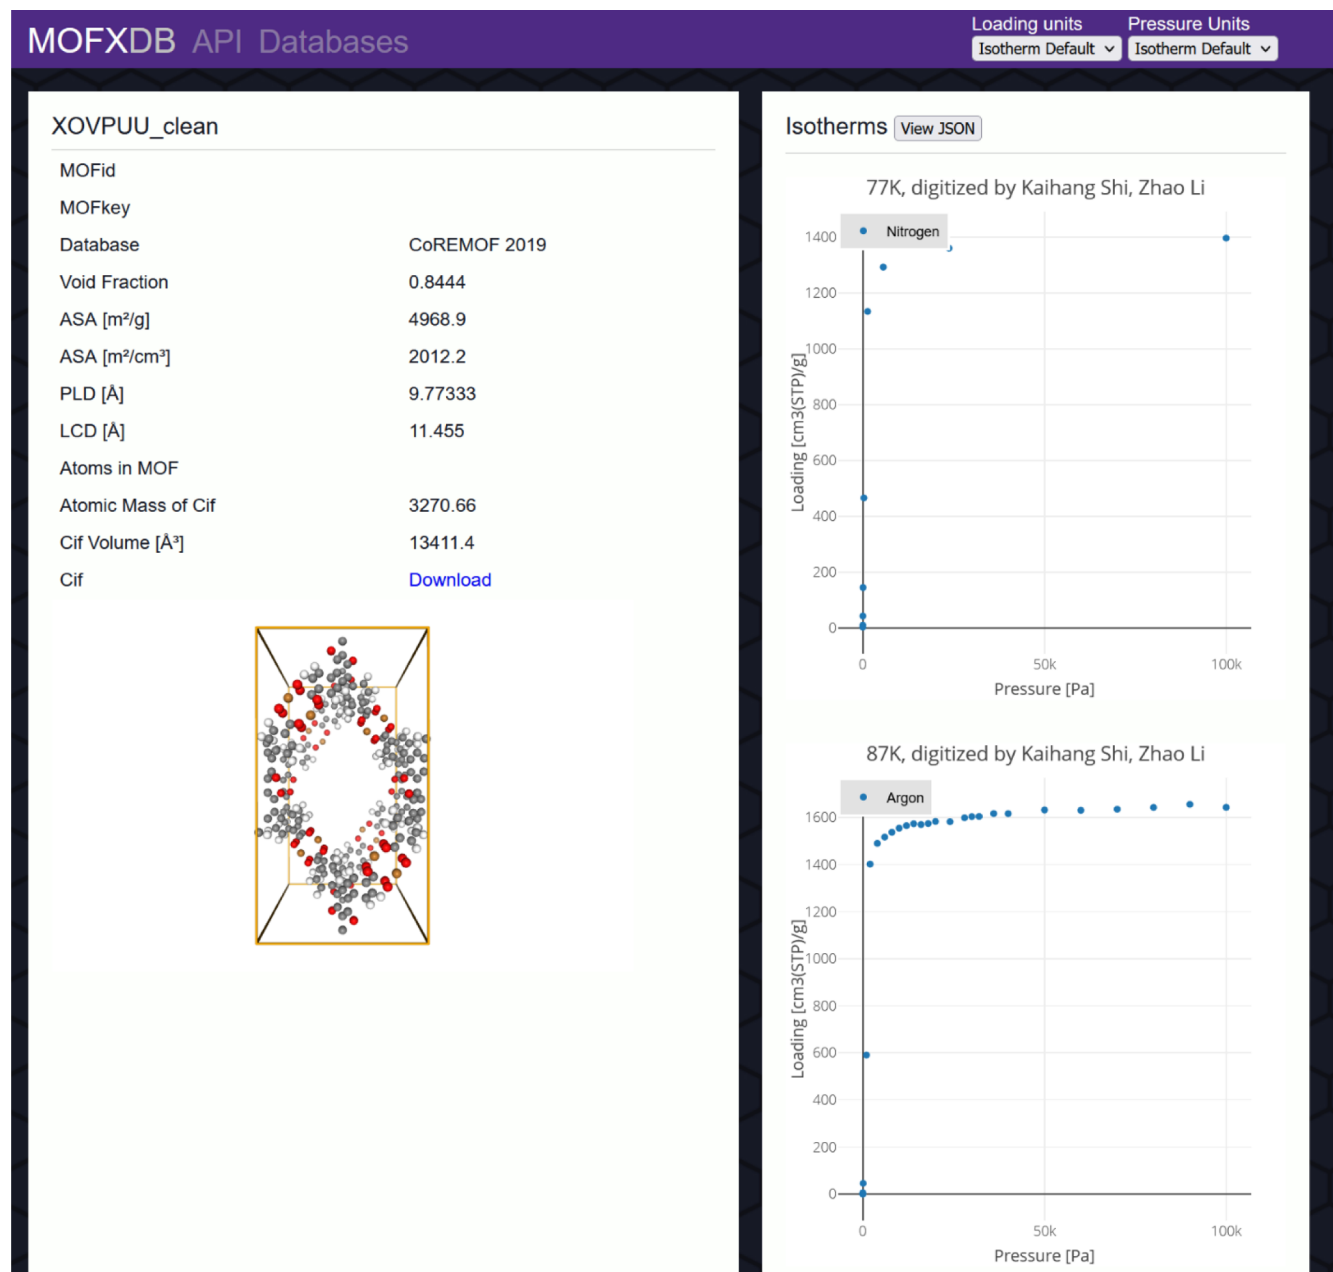 MOFXDB API Databases
Loading units
Isotherm Default
Pressure Units
Isotherm Default
XOVPUU_clean
MOFid
MOFkey
Database CoREMOF 2019
Void Fraction 0.8444
ASA [m²/g] 4968.9
ASA [m²/cm³] 2012.2
PLD [Å] 9.77333
LCD [Å] 11.455
Atoms in MOF
Atomic Mass of Cif 3270.66
Cif Volume [Å³] 13411.4
Cif Download
Isotherms View JSON
77K, digitized by Kaihang Shi, Zhao Li
Nitrogen
Loading [cm3(STP)/g]
1400
1200
1000
800
600
400
200
0
0 50k 100k
Pressure [Pa]
87K, digitized by Kaihang Shi, Zhao Li
Argon
Loading [cm3(STP)/g]
1600
1400
1200
1000
800
600
400
200
0
0 50k 100k
Pressure [Pa]